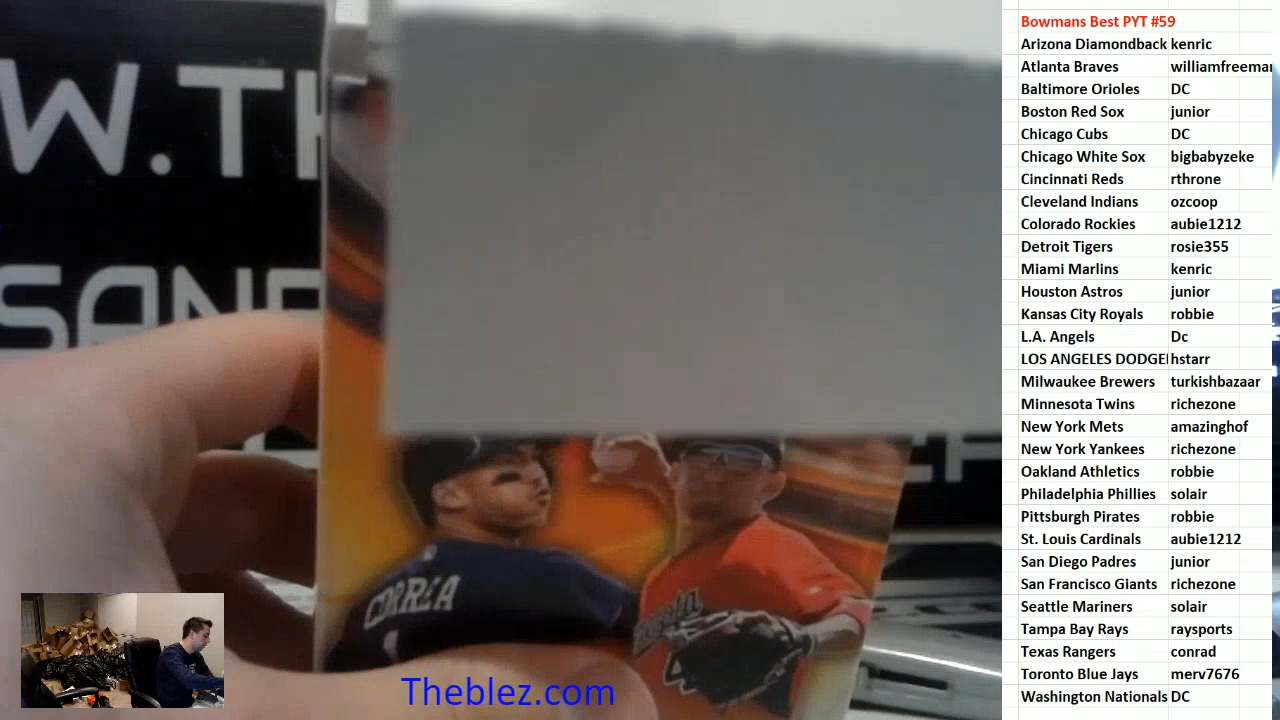 W.TH
SAND
CORREA
1
Theblez.com
Bowmans Best PYT #59
Arizona Diamondback kenric
Atlanta Braves williamfreeman
Baltimore Orioles DC
Boston Red Sox junior
Chicago Cubs DC
Chicago White Sox bigbabyzeke
Cincinnati Reds rthrone
Cleveland Indians ozcoop
Colorado Rockies aubie1212
Detroit Tigers rosie355
Miami Marlins kenric
Houston Astros junior
Kansas City Royals robbie
L.A. Angels Dc
LOS ANGELES DODGE hstarr
Milwaukee Brewers turkishbazaar
Minnesota Twins richezone
New York Mets amazinghof
New York Yankees richezone
Oakland Athletics robbie
Philadelphia Phillies solair
Pittsburgh Pirates robbie
St. Louis Cardinals aubie1212
San Diego Padres junior
San Francisco Giants richezone
Seattle Mariners solair
Tampa Bay Rays raysports
Texas Rangers conrad
Toronto Blue Jays merv7676
Washington Nationals DC